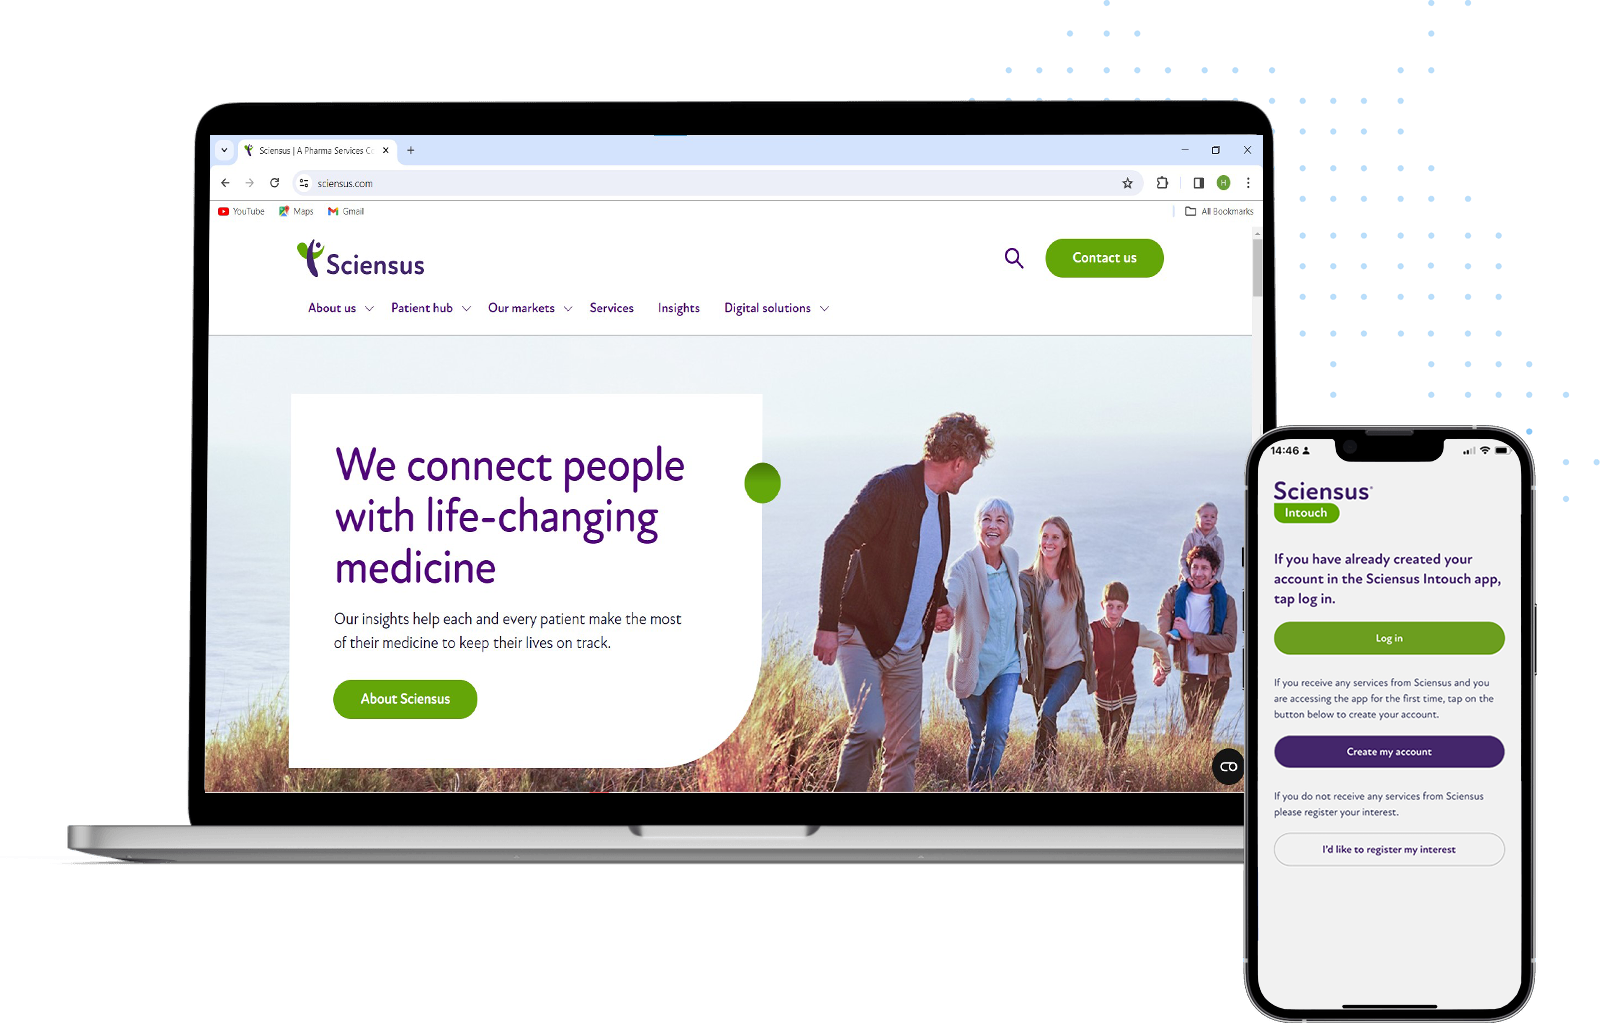 Sciensus | A Pharma Services Co
sciensus.com
H
YouTube Maps Gmail
All Bookmarks
Sciensus
Contact us
About us Patient hub Our markets Services Insights Digital solutions
We connect people
with life-changing
medicine
Our insights help each and every patient make the most
of their medicine to keep their lives on track.
About Sciensus
14:46
Sciensus
Intouch
If you have already created your
account in the Sciensus Intouch app,
tap log in.
Log in
If you receive any services from Sciensus and you
are accessing the app for the first time, tap on the
button below to create your account.
Create my account
If you do not receive any services from Sciensus
please register your interest.
I'd like to register my interest